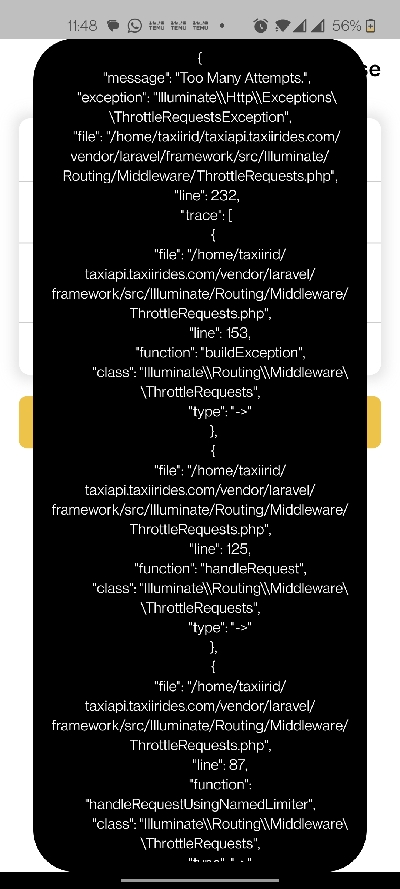 11:48 TEMU TEMU TEMU 56%
se
{
"message": "Too Many Attempts.",
"exception": "Illuminate\\Http\\Exceptions\
\ThrottleRequestsException",
"file": "/home/taxiirid/taxiapi.taxiirides.com/
vendor/laravel/framework/src/Illuminate/
Routing/Middleware/ThrottleRequests.php",
"line": 232,
"trace": [
{
"file": "/home/taxiirid/
taxiapi.taxiirides.com/vendor/laravel/
framework/src/Illuminate/Routing/Middleware/
ThrottleRequests.php",
"line": 153,
"function": "buildException",
"class": "Illuminate\\Routing\\Middleware\
\ThrottleRequests",
"type": "->"
},
{
"file": "/home/taxiirid/
taxiapi.taxiirides.com/vendor/laravel/
framework/src/Illuminate/Routing/Middleware/
ThrottleRequests.php",
"line": 125,
"function": "handleRequest",
"class": "Illuminate\\Routing\\Middleware\
\ThrottleRequests",
"type": "->"
},
{
"file": "/home/taxiirid/
taxiapi.taxiirides.com/vendor/laravel/
framework/src/Illuminate/Routing/Middleware/
ThrottleRequests.php",
"line": 87,
"function":
"handleRequestUsingNamedLimiter",
"class": "Illuminate\\Routing\\Middleware\
\ThrottleRequests",